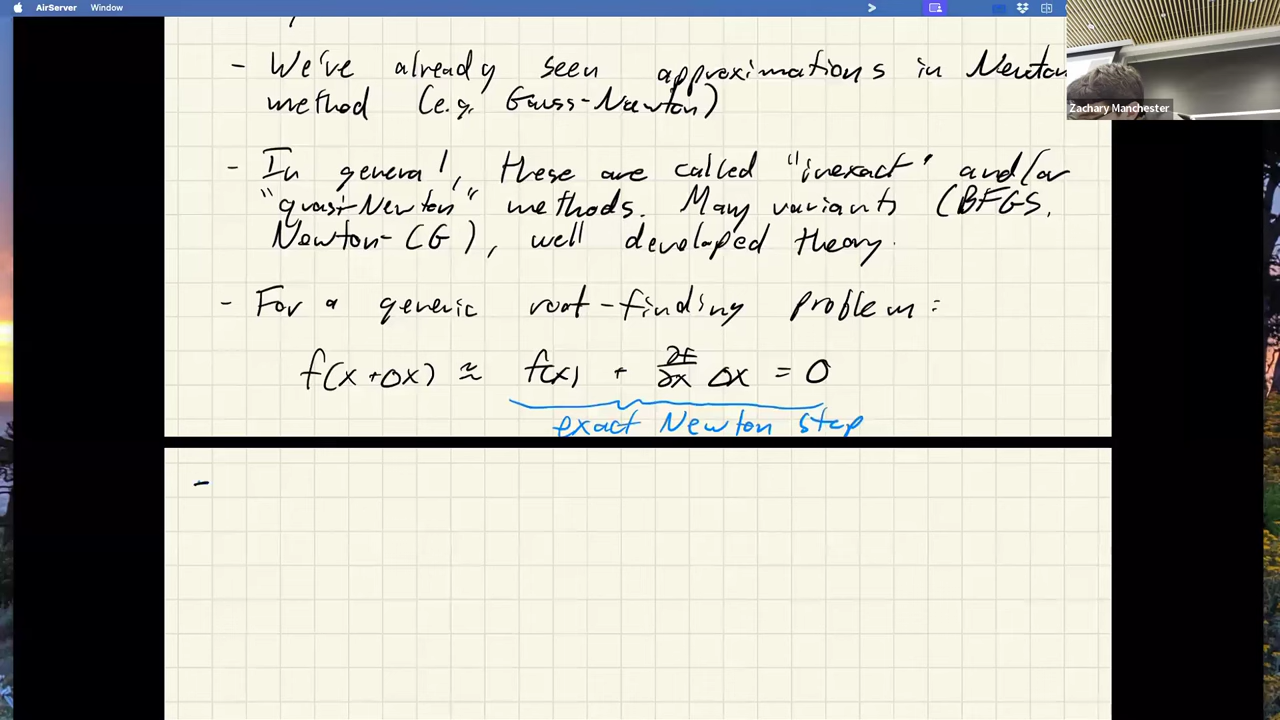 AirServer Window
- We've already seen approximations in Newton
method (e.g. Gauss-Newton)
Zachary Manchester
- In general, these are called "inexact" and/or
"quasi-Newton" methods. Many variants (BFGS,
Newton-CG), well developed theory.
- For a generic root-finding problem:
f(x+Δx) ≈ f(x) + ∂f/∂x Δx = 0
exact Newton step
-